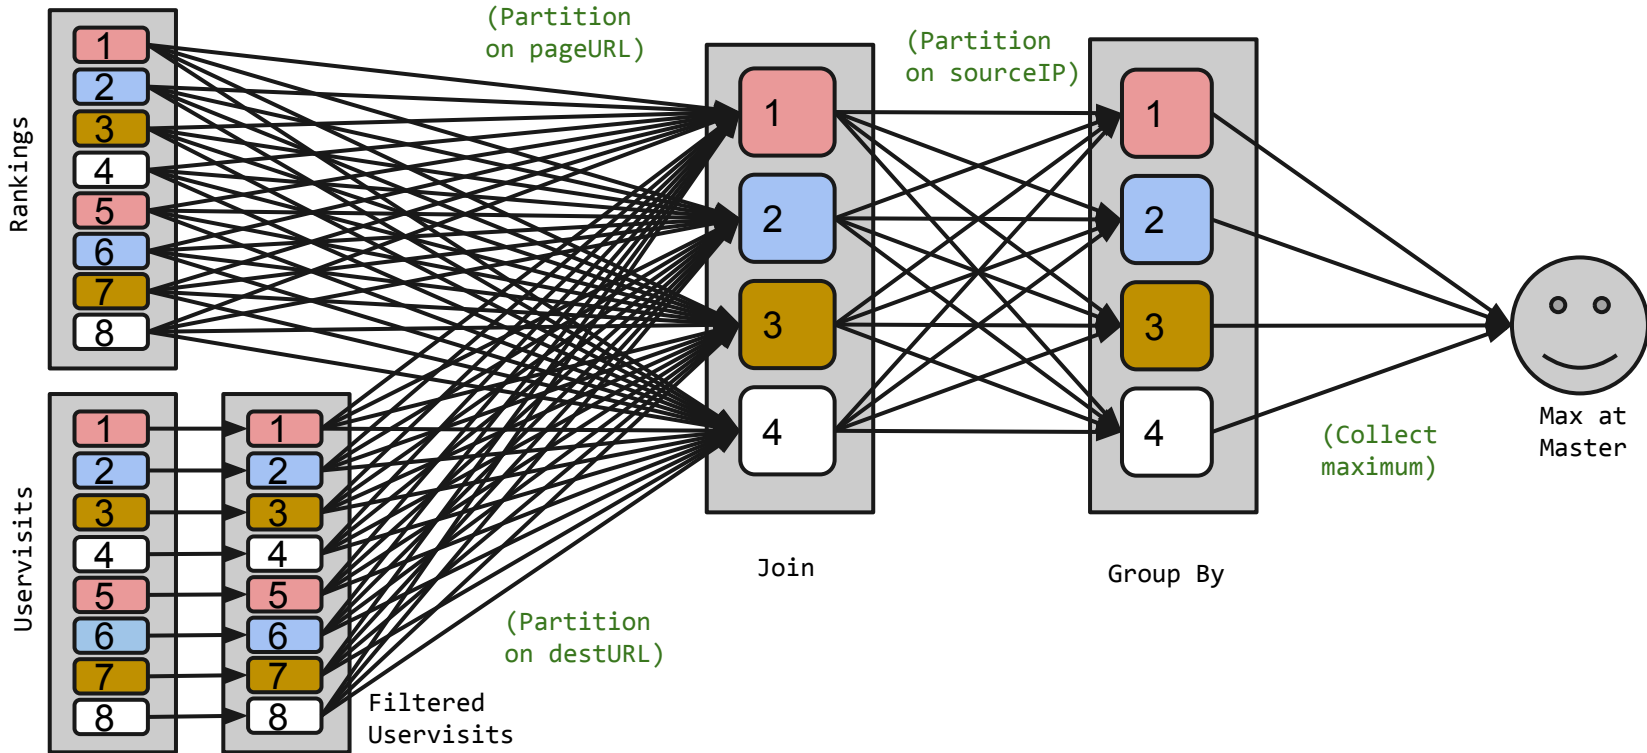 Rankings
1
2
3
4
5
6
7
8
(Partition
on pageURL)
Uservisits
1
2
3
4
5
6
7
8
1
2
3
4
5
6
7
8
Filtered
Uservisits
(Partition
on destURL)
1
2
3
4
Join
(Partition
on sourceIP)
1
2
3
4
Group By
(Collect
maximum)
Max at
Master